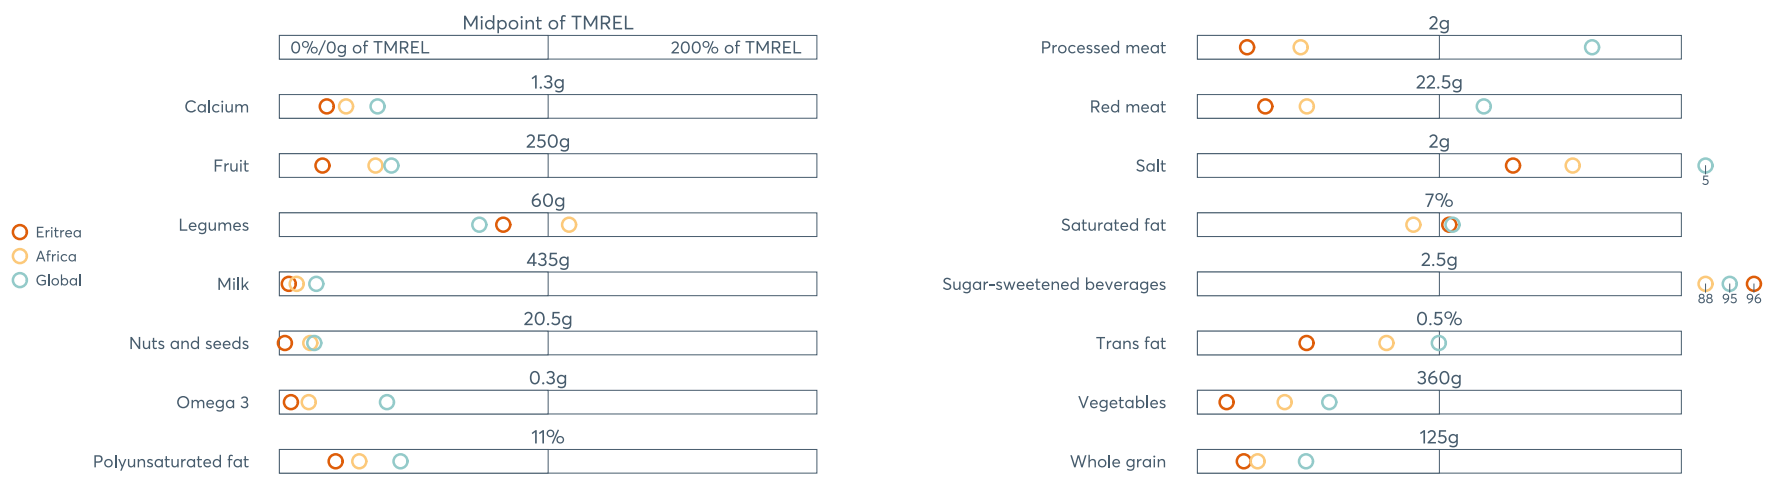 Midpoint of TMREL
0%/0g of TMREL
200% of TMREL
1.3g
Calcium
250g
Fruit
60g
Legumes
435g
Milk
20.5g
Nuts and seeds
0.3g
Omega 3
11%
Polyunsaturated fat
Eritrea
Africa
Global
2g
Processed meat
22.5g
Red meat
2g
Salt
5
7%
Saturated fat
2.5g
Sugar-sweetened beverages
88 95 96
0.5%
Trans fat
360g
Vegetables
125g
Whole grain